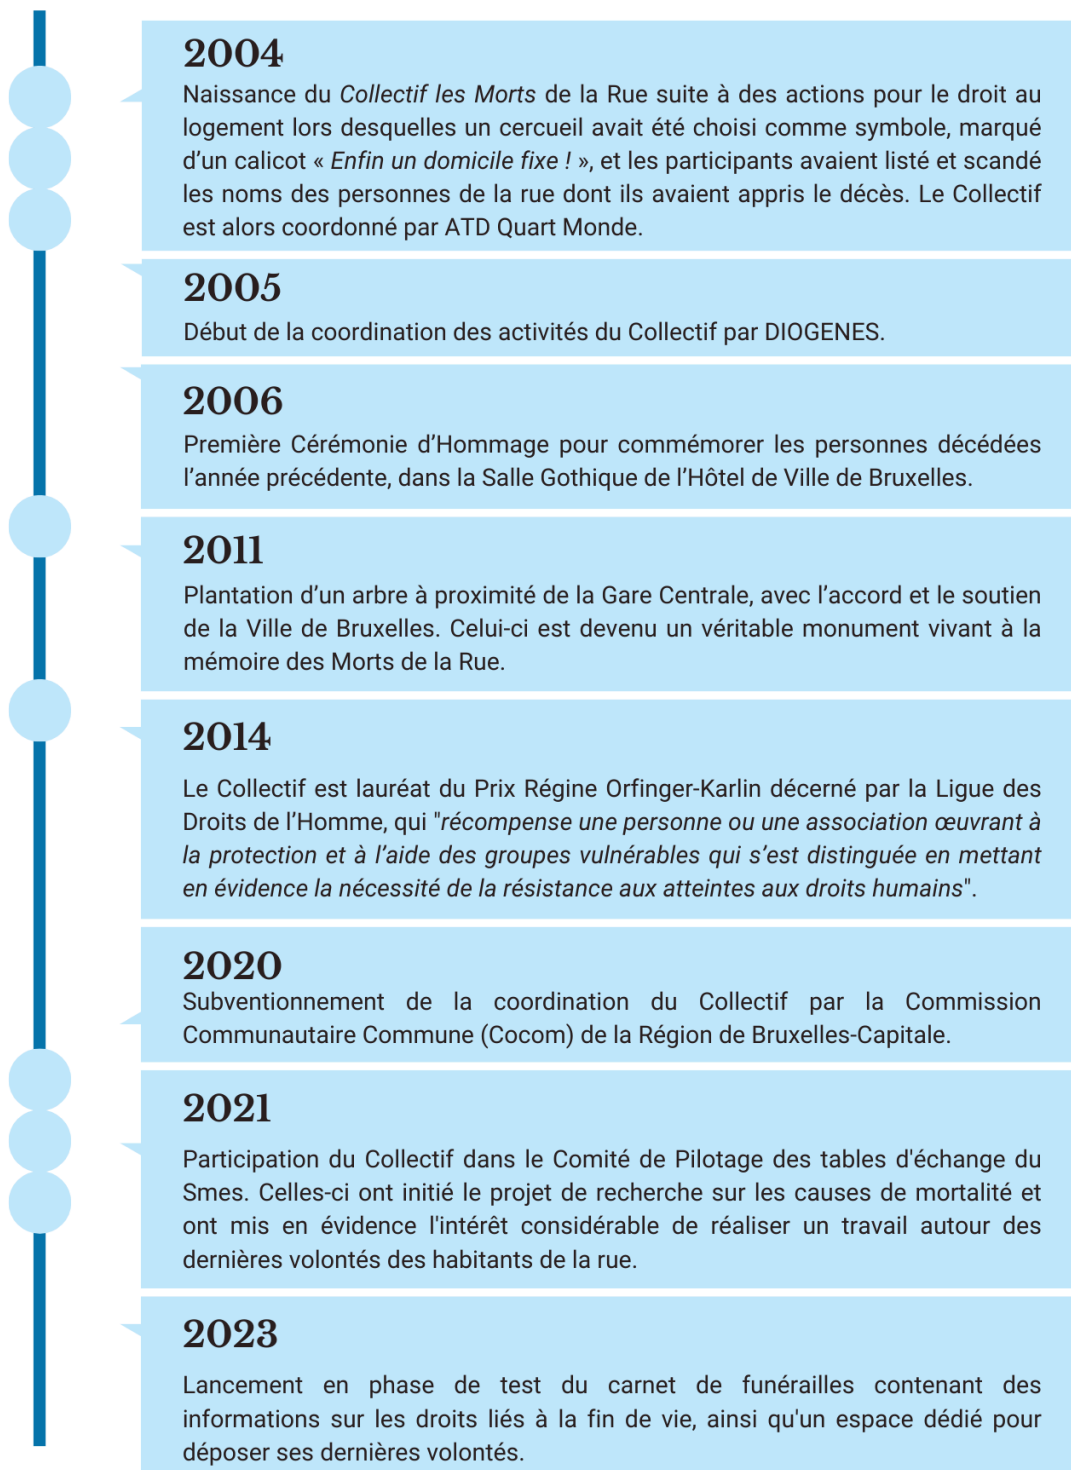 2004
Naissance du Collectif les Morts de la Rue suite à des actions pour le droit au
logement lors desquelles un cercueil avait été choisi comme symbole, marqué
d’un calicot « Enfin un domicile fixe ! », et les participants avaient listé et scandé
les noms des personnes de la rue dont ils avaient appris le décès. Le Collectif
est alors coordonné par ATD Quart Monde.
2005
Début de la coordination des activités du Collectif par DIOGENES.
2006
Première Cérémonie d’Hommage pour commémorer les personnes décédées
l’année précédente, dans la Salle Gothique de l’Hôtel de Ville de Bruxelles.
2011
Plantation d’un arbre à proximité de la Gare Centrale, avec l’accord et le soutien
de la Ville de Bruxelles. Celui-ci est devenu un véritable monument vivant à la
mémoire des Morts de la Rue.
2014
Le Collectif est lauréat du Prix Régine Orfinger-Karlin décerné par la Ligue des
Droits de l’Homme, qui "récompense une personne ou une association œuvrant à
la protection et à l’aide des groupes vulnérables qui s’est distinguée en mettant
en évidence la nécessité de la résistance aux atteintes aux droits humains".
2020
Subventionnement de la coordination du Collectif par la Commission
Communautaire Commune (Cocom) de la Région de Bruxelles-Capitale.
2021
Participation du Collectif dans le Comité de Pilotage des tables d'échange du
Smes. Celles-ci ont initié le projet de recherche sur les causes de mortalité et
ont mis en évidence l'intérêt considérable de réaliser un travail autour des
dernières volontés des habitants de la rue.
2023
Lancement en phase de test du carnet de funérailles contenant des
informations sur les droits liés à la fin de vie, ainsi qu'un espace dédié pour
déposer ses dernières volontés.